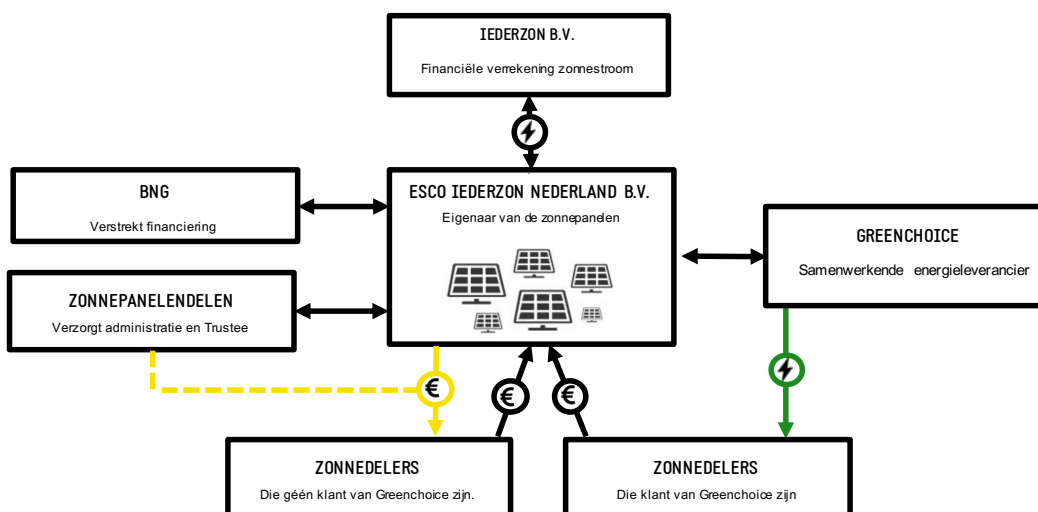 IEDERZON B.V.
Financiële verrekening zonnestroom
BNG
Verstrekt financiering
ESCO IEDERZON NEDERLAND B.V.
Eigenaar van de zonnepanelen
GREENCHOICE
Samenwerkende energieleverancier
ZONNEPANELENDELEN
Verzorgt administratie en Trustee
€
€
€
ZONNEDELERS
Die géén klant van Greenchoice zijn.
ZONNEDELERS
Die klant van Greenchoice zijn